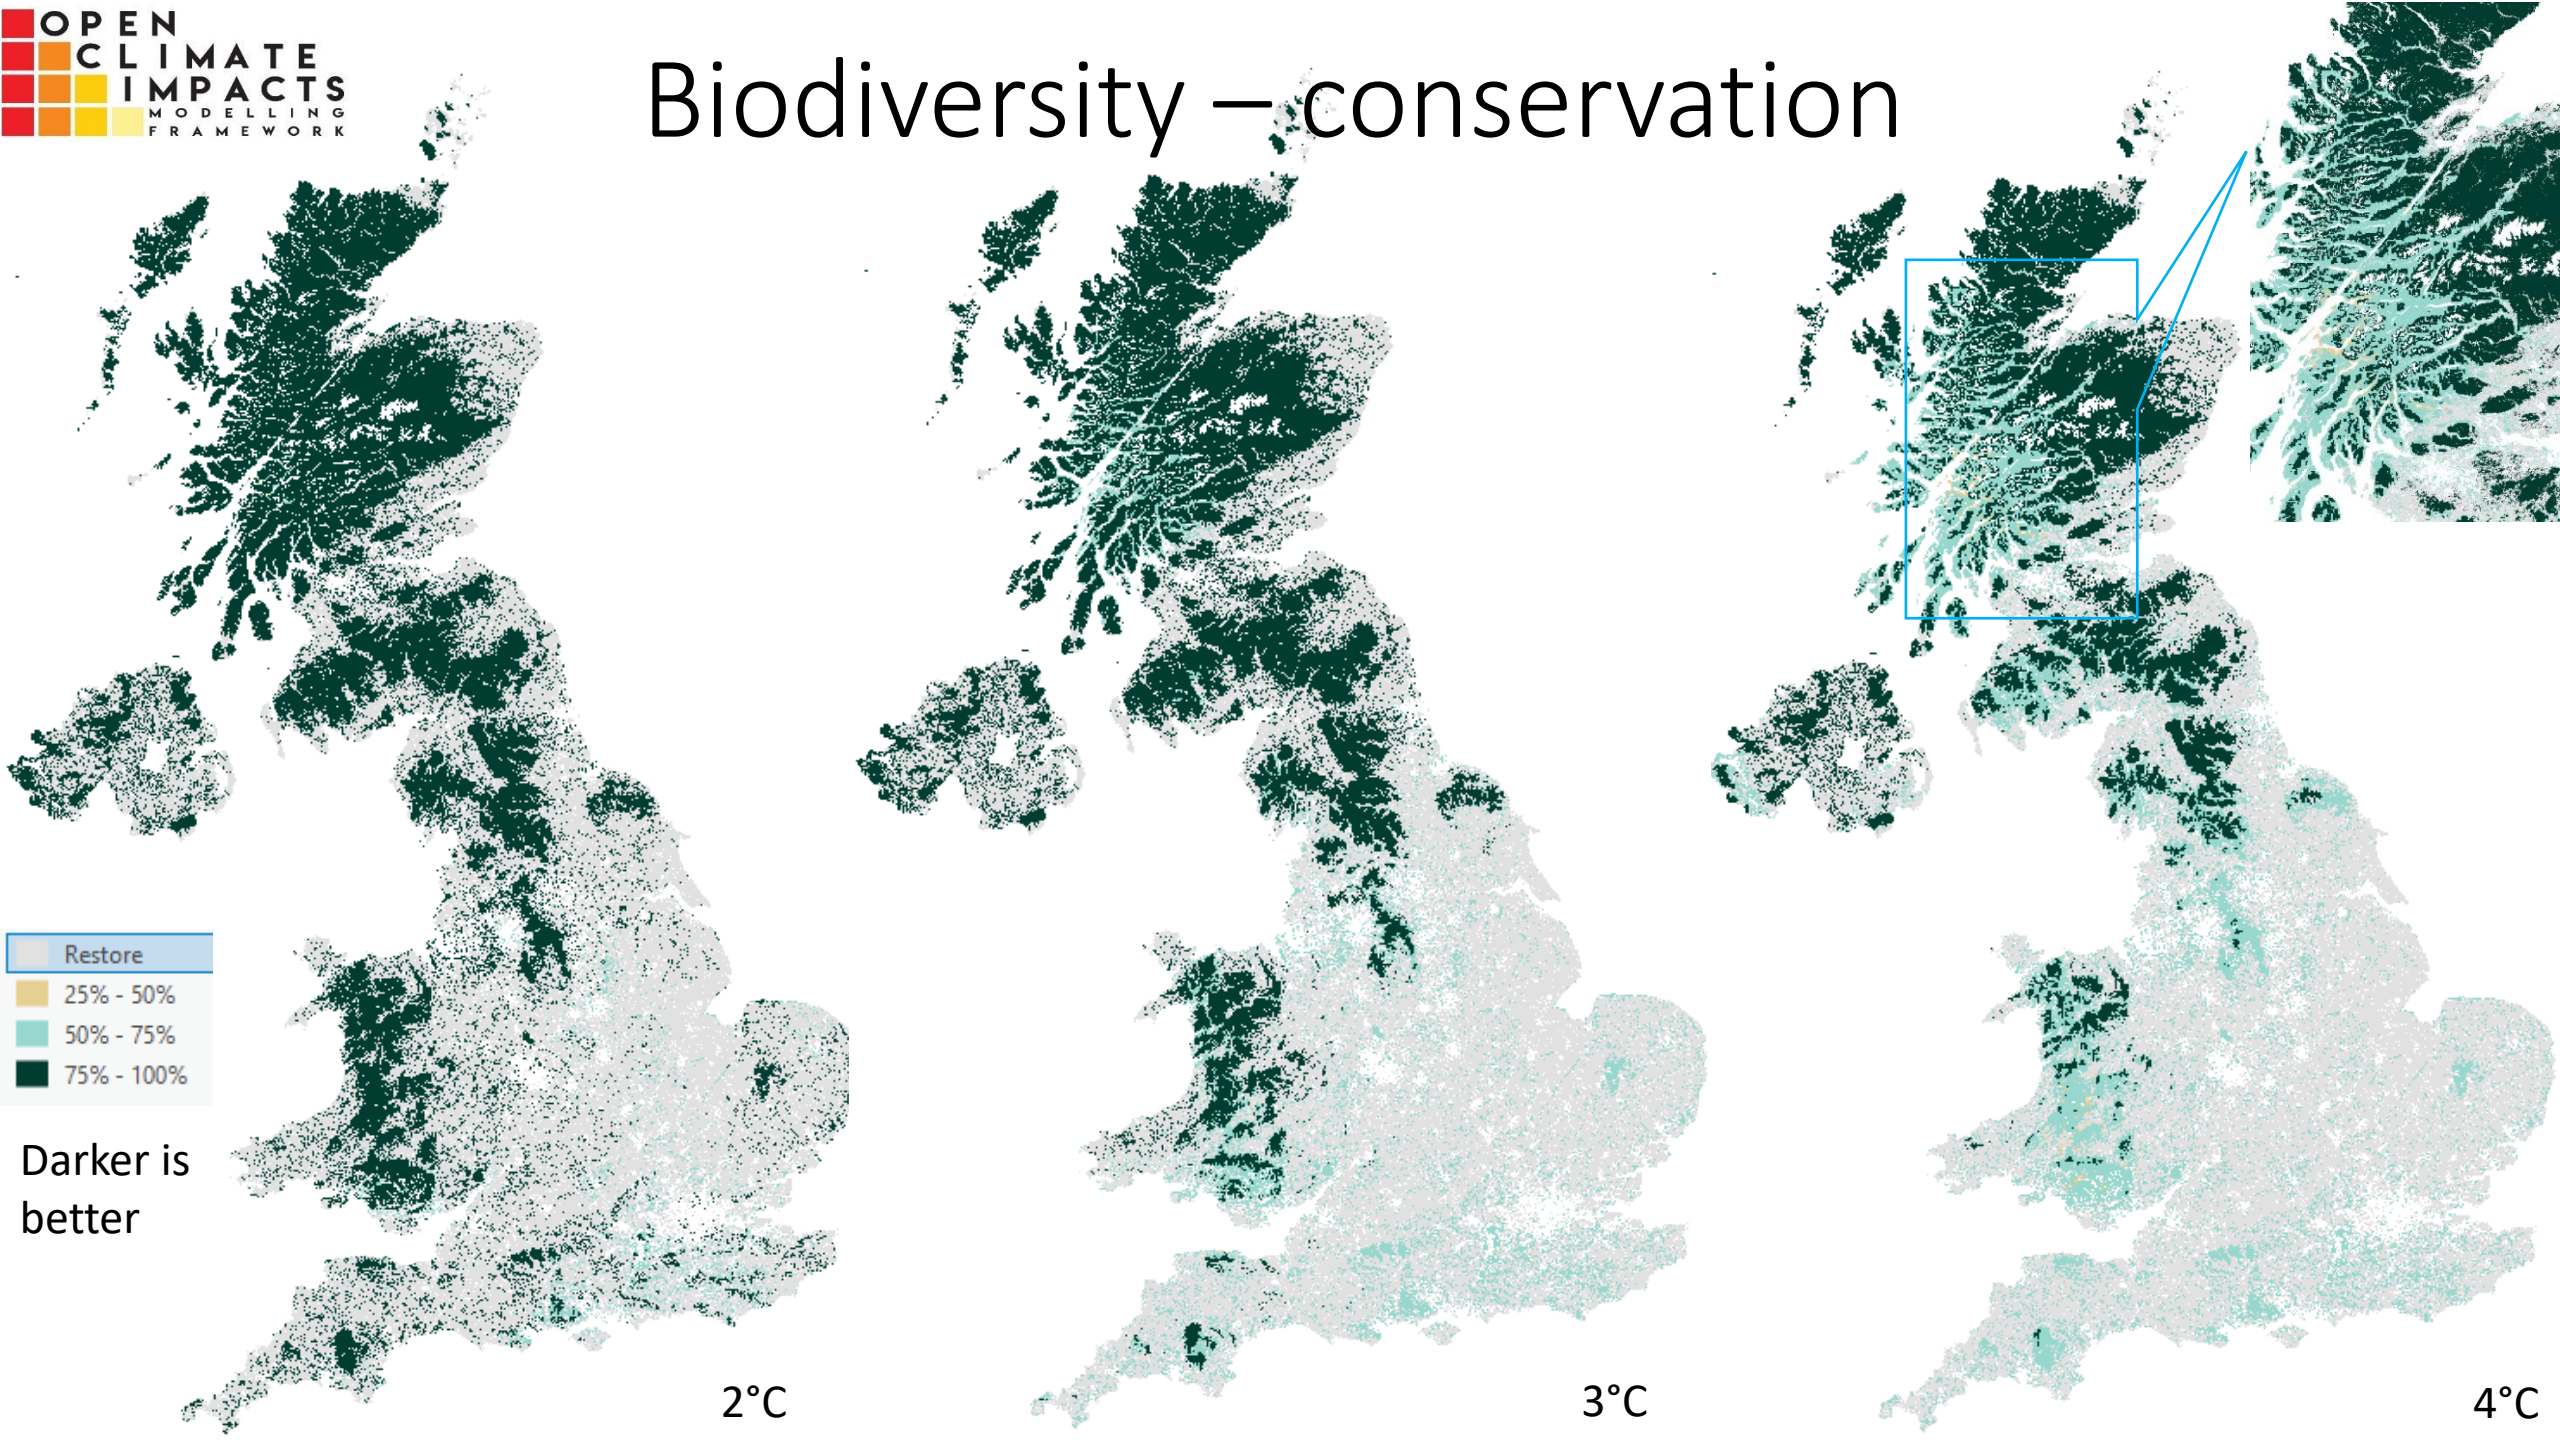 OPEN
CLIMATE
IMPACTS
MODELLING
FRAMEWORK
Biodiversity – conservation
Restore
25% - 50%
50% - 75%
75% - 100%
Darker is
better
2°C
3°C
4°C